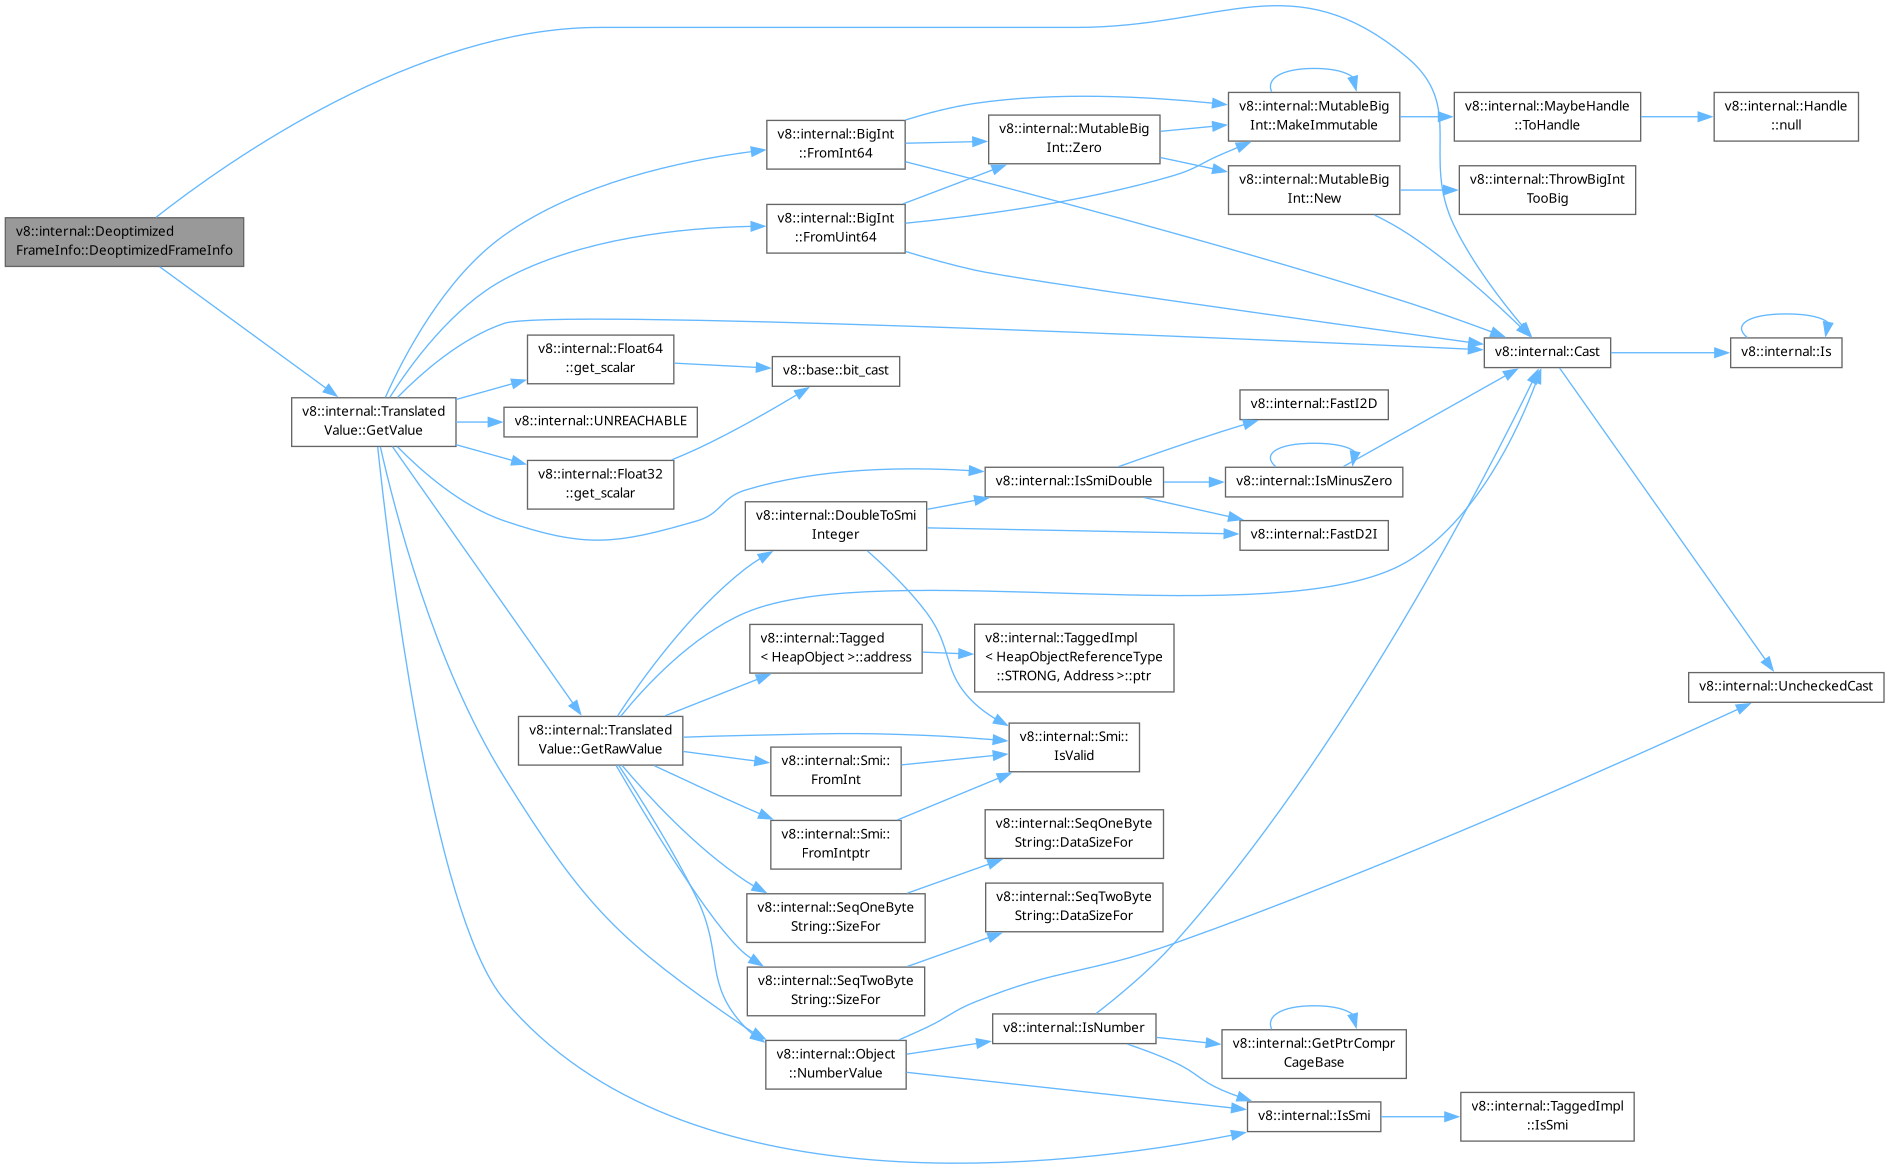 v8::internal::Deoptimized
FrameInfo::DeoptimizedFrameInfo
v8::internal::Translated
Value::GetValue
v8::internal::Float64
::get_scalar
v8::internal::UNREACHABLE
v8::internal::Float32
::get_scalar
v8::internal::Translated
Value::GetRawValue
v8::internal::BigInt
::FromInt64
v8::internal::BigInt
::FromUint64
v8::base::bit_cast
v8::internal::DoubleToSmi
Integer
v8::internal::Tagged
< HeapObject >::address
v8::internal::Smi::
FromInt
v8::internal::Smi::
FromIntptr
v8::internal::SeqOneByte
String::SizeFor
v8::internal::SeqTwoByte
String::SizeFor
v8::internal::Object
::NumberValue
v8::internal::MutableBig
Int::Zero
v8::internal::IsSmiDouble
v8::internal::TaggedImpl
< HeapObjectReferenceType
::STRONG, Address >::ptr
v8::internal::Smi::
IsValid
v8::internal::SeqOneByte
String::DataSizeFor
v8::internal::SeqTwoByte
String::DataSizeFor
v8::internal::IsNumber
v8::internal::MutableBig
Int::MakeImmutable
v8::internal::MutableBig
Int::New
v8::internal::FastI2D
v8::internal::IsMinusZero
v8::internal::FastD2I
v8::internal::GetPtrCompr
CageBase
v8::internal::IsSmi
v8::internal::MaybeHandle
::ToHandle
v8::internal::ThrowBigInt
TooBig
v8::internal::Cast
v8::internal::TaggedImpl
::IsSmi
v8::internal::Handle
::null
v8::internal::Is
v8::internal::UncheckedCast